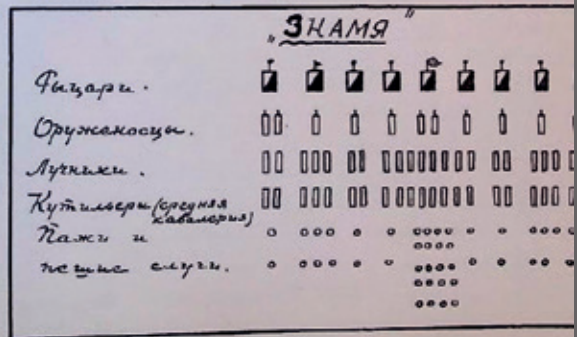 „ЗНАМЯ"
Рыцари.
Оруженосцы.
Лучники.
Кутильеры (средняя
кавалерия)
Пажи и
пешие слуги.